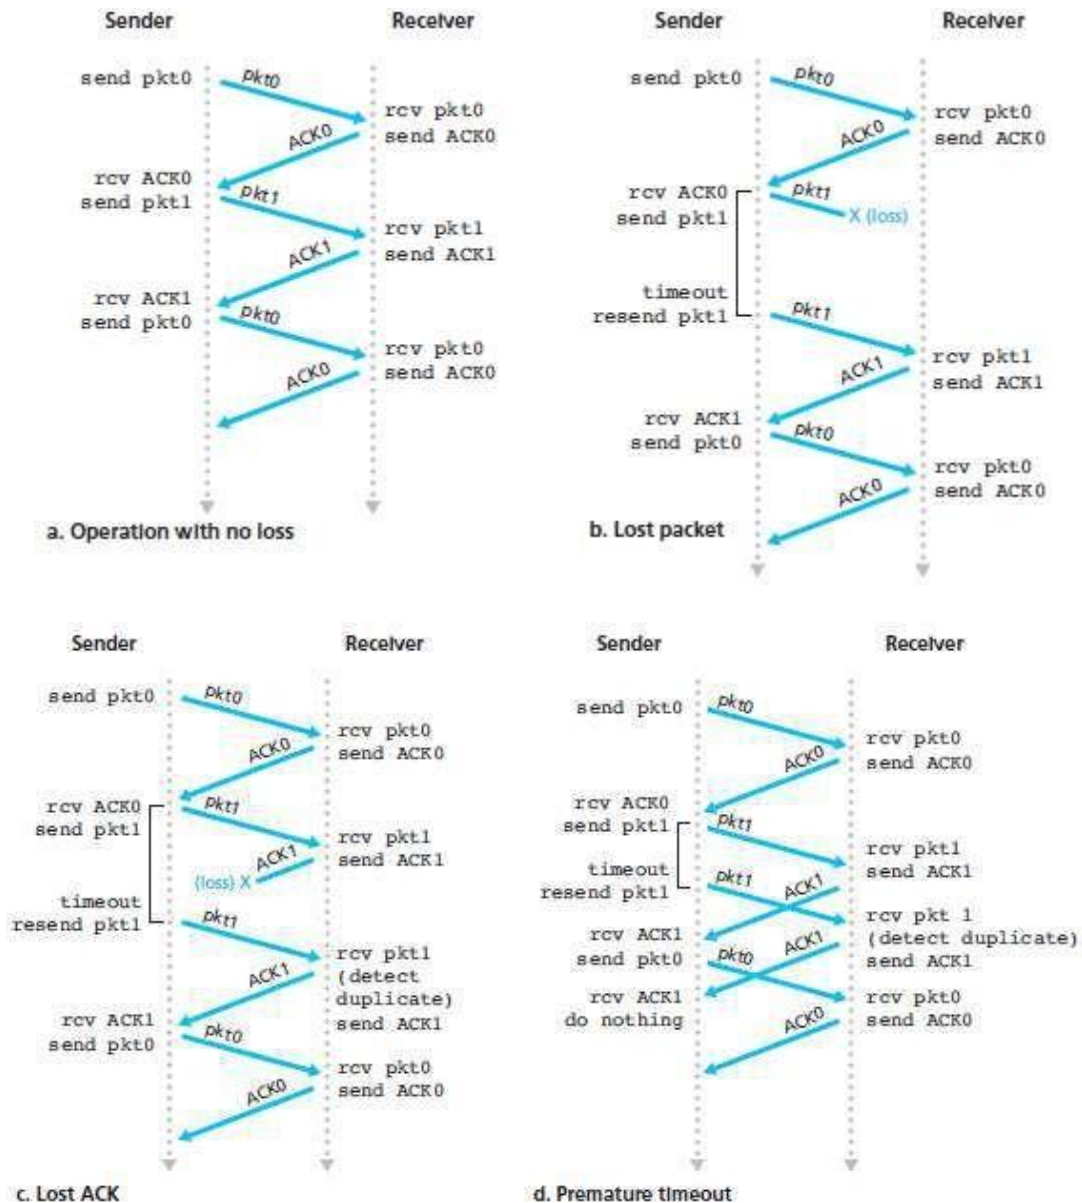 Sender
Receiver
send pkt0
pkt0
rcv pkt0
send ACK0
ACK0
rcv ACK0
send pkt1
pkt1
rcv pkt1
send ACK1
ACK1
rcv ACK1
send pkt0
pkt0
rcv pkt0
send ACK0
ACK0
a. Operation with no loss
Sender
Receiver
send pkt0
pkt0
rcv pkt0
send ACK0
ACK0
rcv ACK0
send pkt1
pkt1
X (loss)
timeout
resend pkt1
pkt1
rcv pkt1
send ACK1
ACK1
rcv ACK1
send pkt0
pkt0
rcv pkt0
send ACK0
ACK0
b. Lost packet
Sender
Receiver
send pkt0
pkt0
rcv pkt0
send ACK0
ACK0
rcv ACK0
send pkt1
pkt1
rcv pkt1
send ACK1
ACK1
(loss) X
timeout
resend pkt1
pkt1
rcv pkt1
(detect
duplicate)
send ACK1
ACK1
rcv ACK1
send pkt0
pkt0
rcv pkt0
send ACK0
ACK0
c. Lost ACK
Sender
Receiver
send pkt0
pkt0
rcv pkt0
send ACK0
ACK0
rcv ACK0
send pkt1
pkt1
rcv pkt1
send ACK1
timeout
resend pkt1
pkt1
ACK1
rcv pkt 1
(detect duplicate)
send ACK1
rcv ACK1
send pkt0
pkt0
ACK1
rcv ACK1
do nothing
rcv pkt0
send ACK0
ACK0
d. Premature timeout